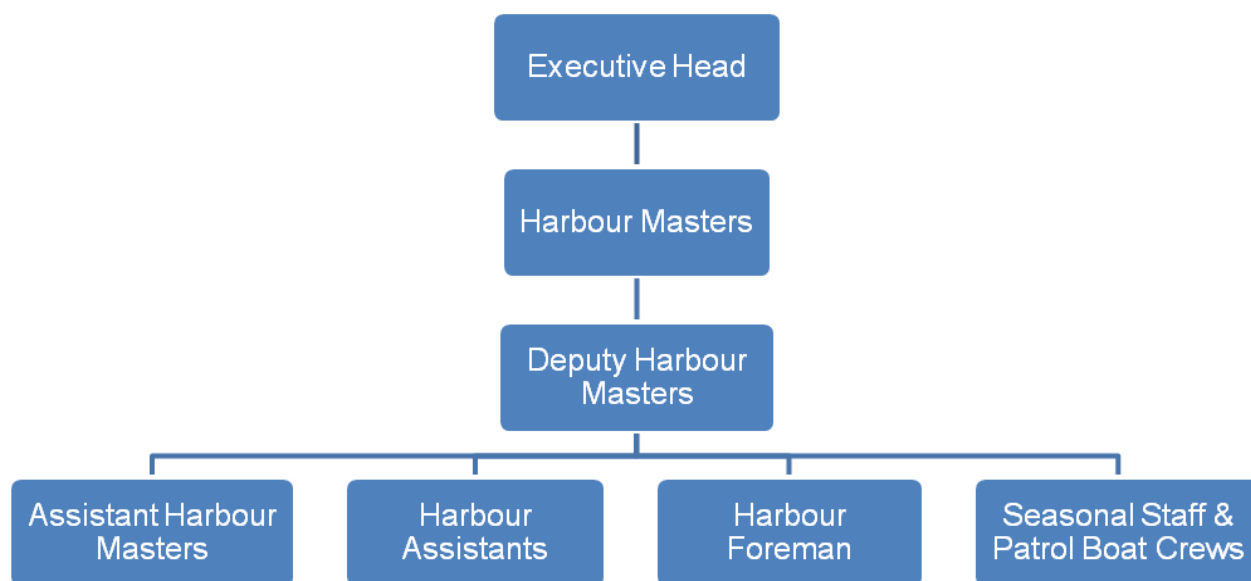 Executive Head
Harbour Masters
Deputy Harbour
Masters
Assistant Harbour
Masters
Harbour
Assistants
Harbour
Foreman
Seasonal Staff &
Patrol Boat Crews